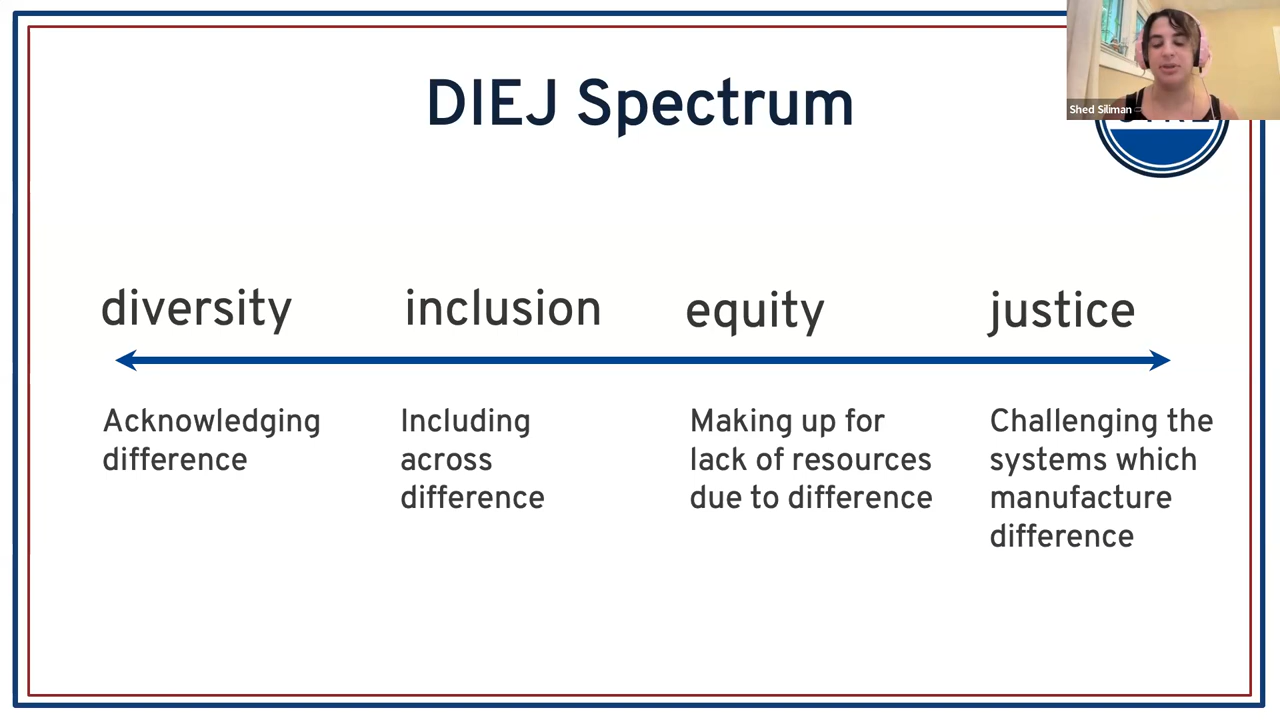 DIEJ Spectrum
Shed Siliman
diversity
inclusion
equity
justice
Acknowledging
difference
Including
across
difference
Making up for
lack of resources
due to difference
Challenging the
systems which
manufacture
difference